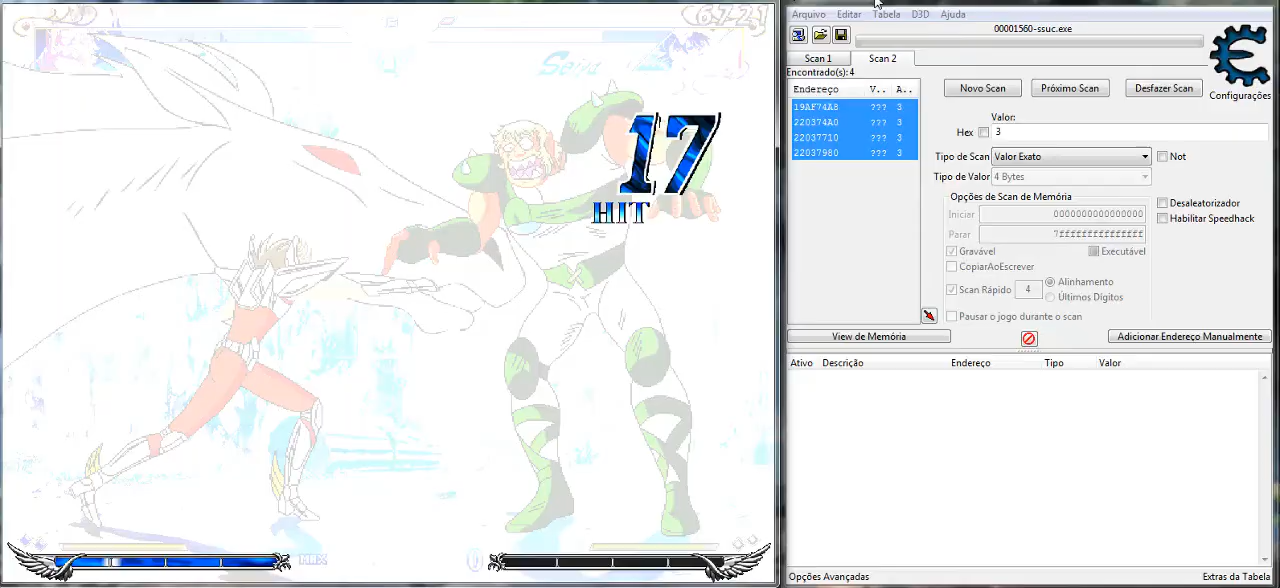 6721
Seiya
17
HIT
MAX
Arquivo Editar Tabela D3D Ajuda
00001560-ssuc.exe
Scan 1 Scan 2
Encontrado(s):4
Configurações
Endereço V.. A..
19AF74A8 ??? 3
220374A0 ??? 3
22037710 ??? 3
22037980 ??? 3
Novo Scan Próximo Scan Desfazer Scan
Valor:
Hex 3
Tipo de Scan Valor Exato Not
Tipo de Valor 4 Bytes
Opções de Scan de Memória
Iniciar 0000000000000000
Parar 7fffffffffffffff
Gravável Executável
CopiarAoEscrever
Scan Rápido 4 Alinhamento
Últimos Dígitos
Pausar o jogo durante o scan
Desaleatorizador
Habilitar Speedhack
View de Memória
Adicionar Endereço Manualmente
Ativo Descrição Endereço Tipo Valor
Opções Avançadas Extras da Tabela